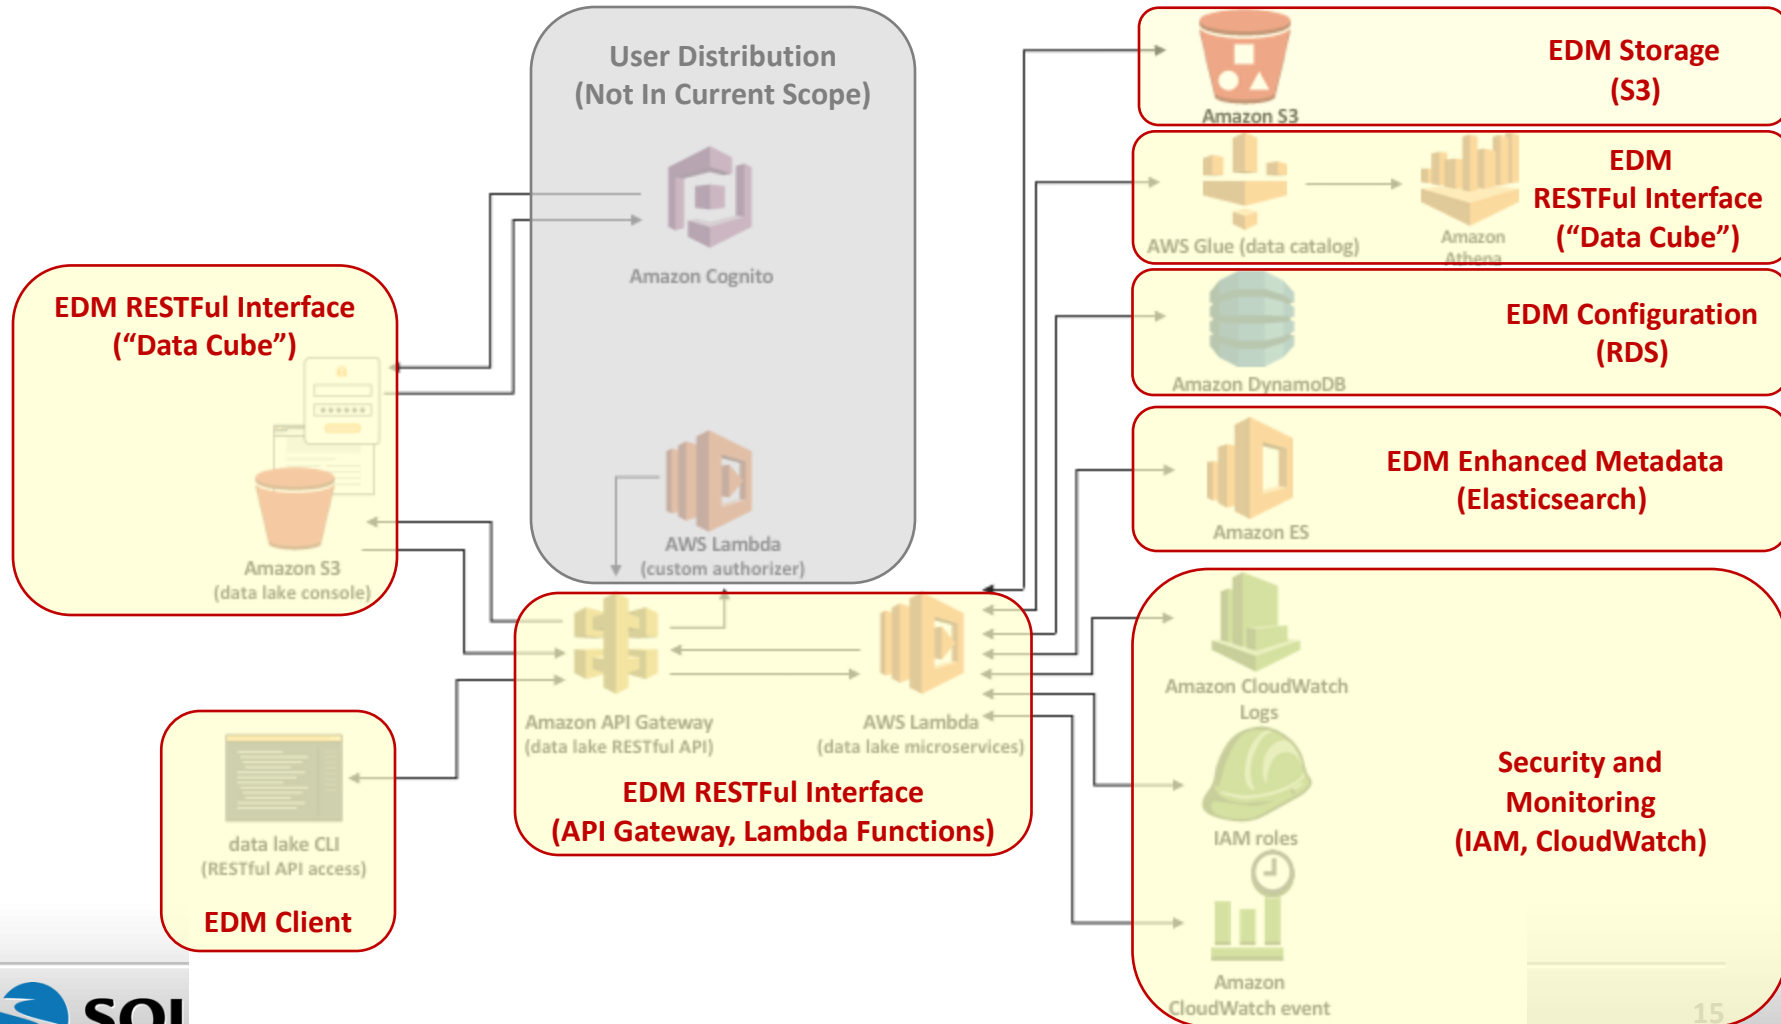 User Distribution
(Not In Current Scope)
Amazon Cognito
AWS Lambda
(custom authorizer)
EDM RESTFul Interface
(“Data Cube”)
******
Amazon S3
(data lake console)
data lake CLI
(RESTful API access)
EDM Client
Amazon API Gateway
(data lake RESTful API)
AWS Lambda
(data lake microservices)
EDM RESTFul Interface
(API Gateway, Lambda Functions)
Amazon S3
EDM Storage
(S3)
AWS Glue (data catalog)
Amazon
Athena
EDM
RESTFul Interface
(“Data Cube”)
Amazon DynamoDB
EDM Configuration
(RDS)
Amazon ES
EDM Enhanced Metadata
(Elasticsearch)
Amazon CloudWatch
Logs
IAM roles
Amazon
CloudWatch event
Security and
Monitoring
(IAM, CloudWatch)
15